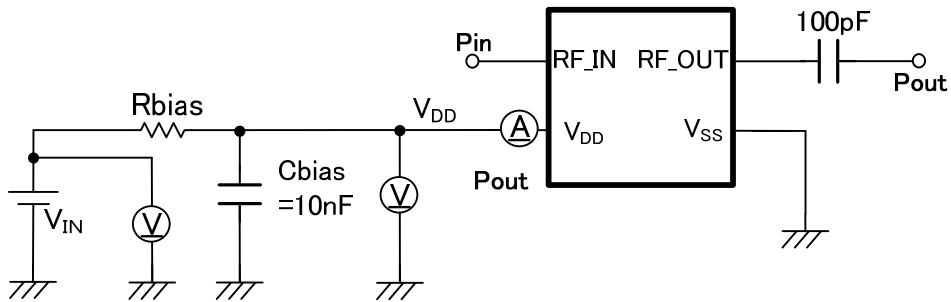 100pF
Pin
RF_IN RF_OUT
Pout
Rbias
VDD
A
VDD
VSS
Pout
Cbias
=10nF
VIN
V
V